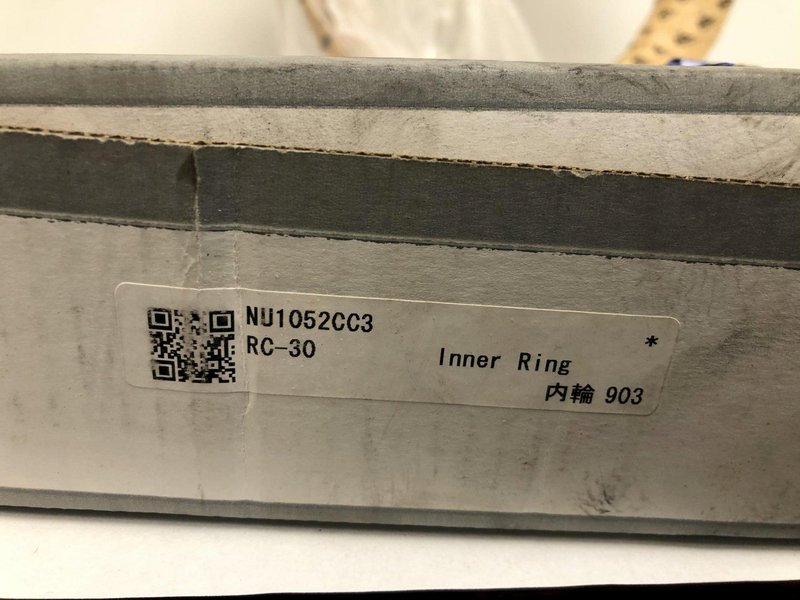 NU1052CC3
RC-30
Inner Ring *
内輪 903